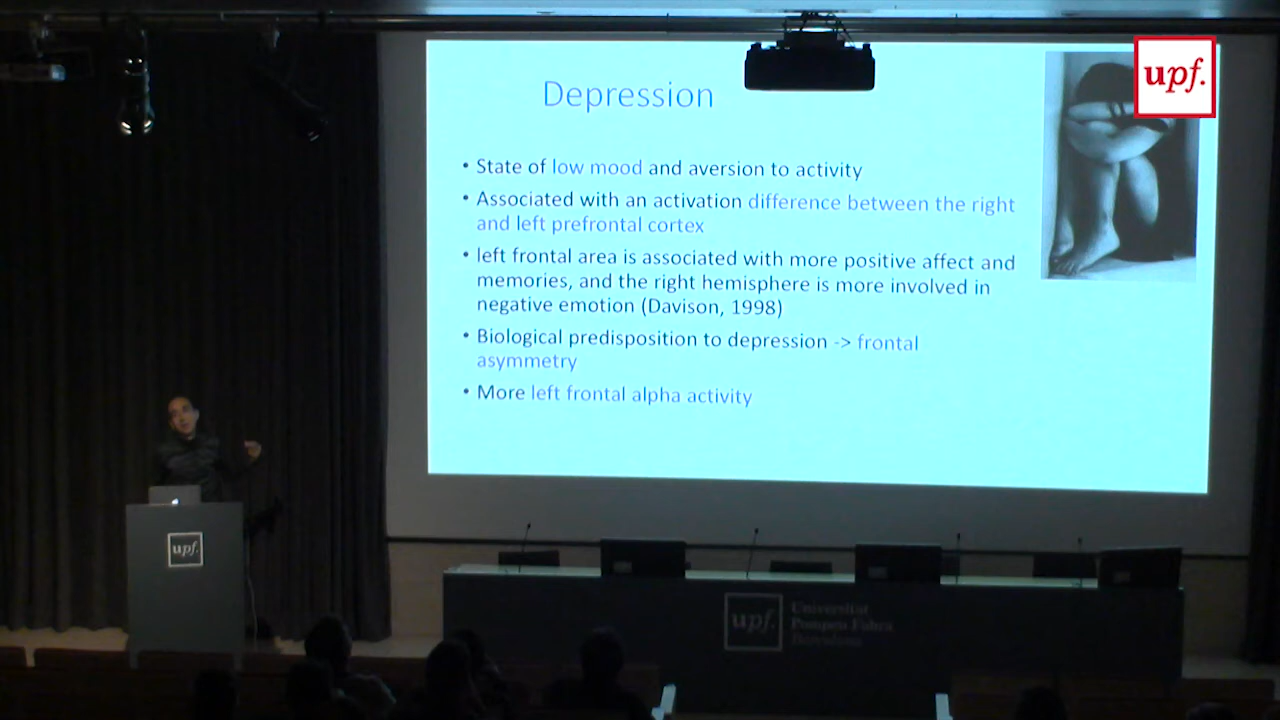 upf.
Depression
• State of low mood and aversion to activity
• Associated with an activation difference between the right
and left prefrontal cortex
• left frontal area is associated with more positive affect and
memories, and the right hemisphere is more involved in
negative emotion (Davison, 1998)
• Biological predisposition to depression -> frontal
asymmetry
• More left frontal alpha activity
upf.
upf.
Universitat
Pompeu Fabra
Barcelona